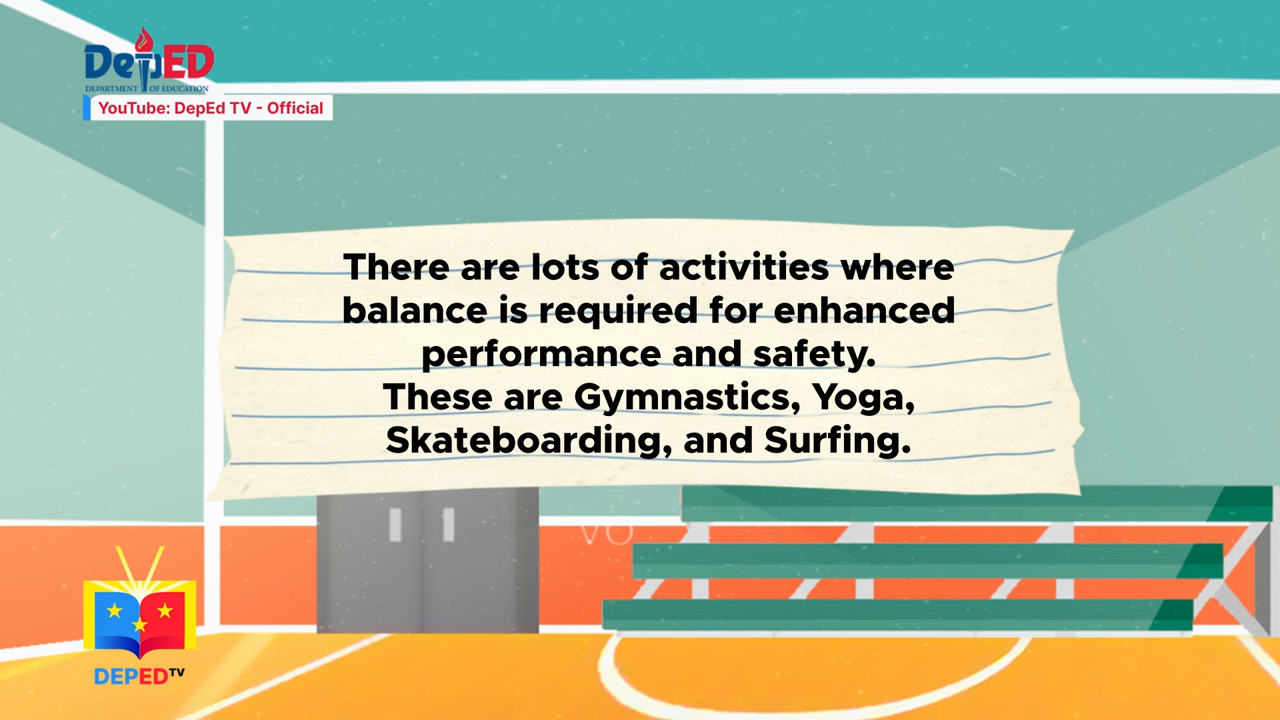 DepED
DEPARTMENT OF EDUCATION
YouTube: DepEd TV - Official
There are lots of activities where
balance is required for enhanced
performance and safety.
These are Gymnastics, Yoga,
Skateboarding, and Surfing.
VO
DEPED TV